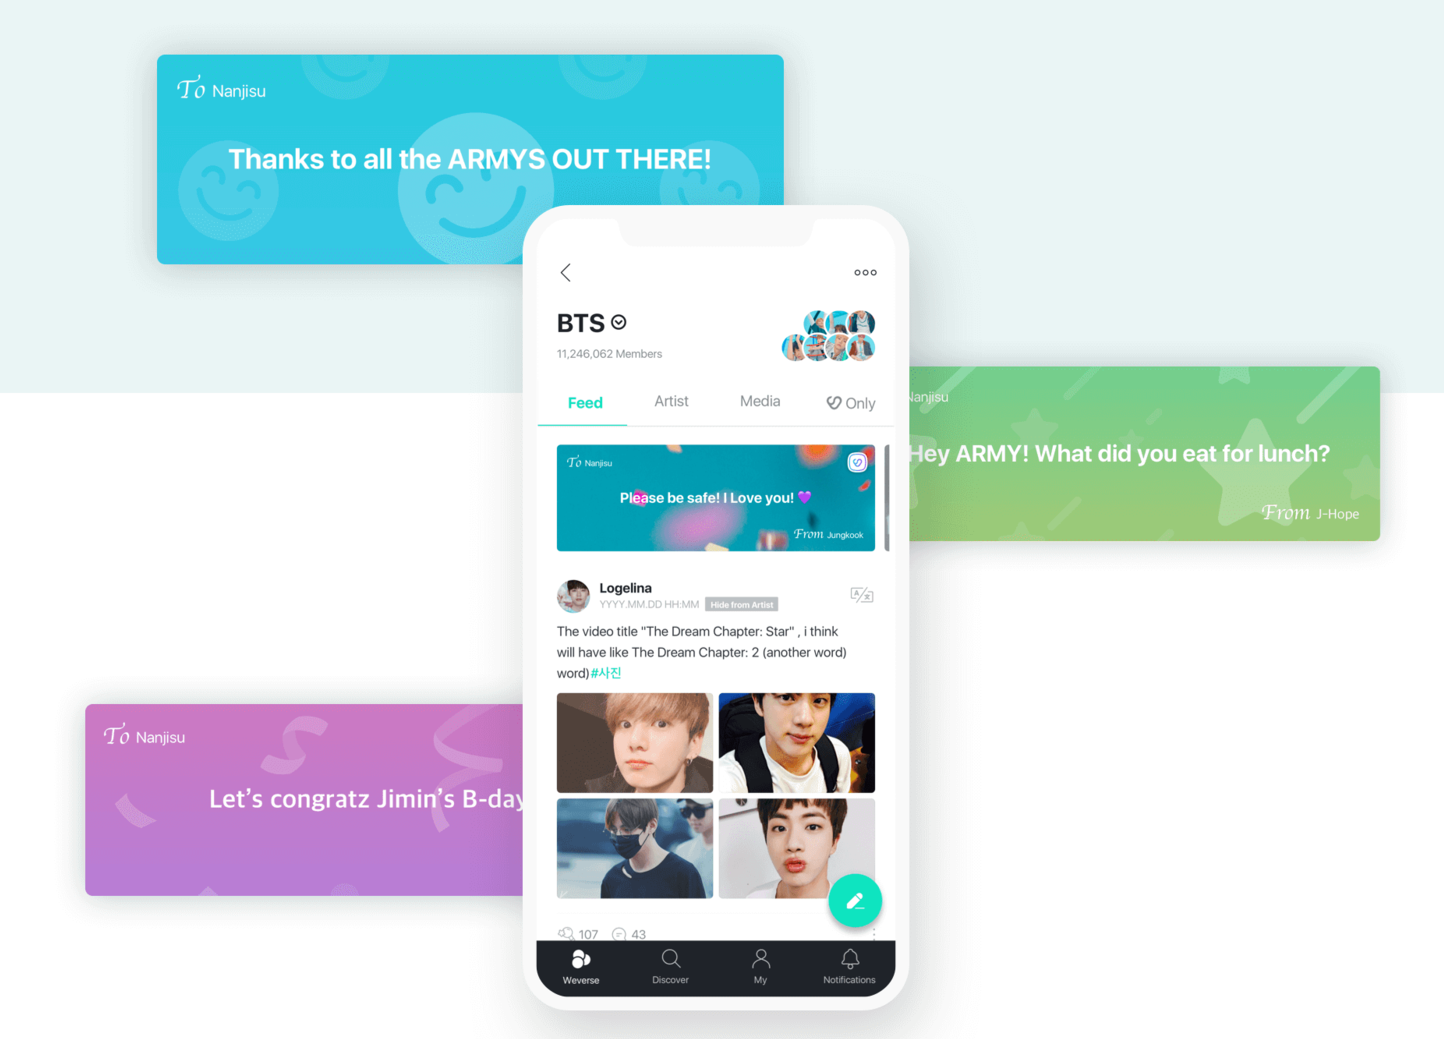 To Nanjisu
Thanks to all the ARMYS OUT THERE!
BTS
11,246,062 Members
Feed
Artist
Media
Only
To Nanjisu
Please be safe! I Love you! 💜
From Jungkook
Nanjisu
Hey ARMY! What did you eat for lunch?
From J-Hope
Logelina
YYYY.MM.DD HH:MM
Hide from Artist
The video title "The Dream Chapter: Star" , i think
will have like The Dream Chapter: 2 (another word)
word)#사진
To Nanjisu
Let's congratz Jimin's B-day
107
43
Weverse
Discover
My
Notifications